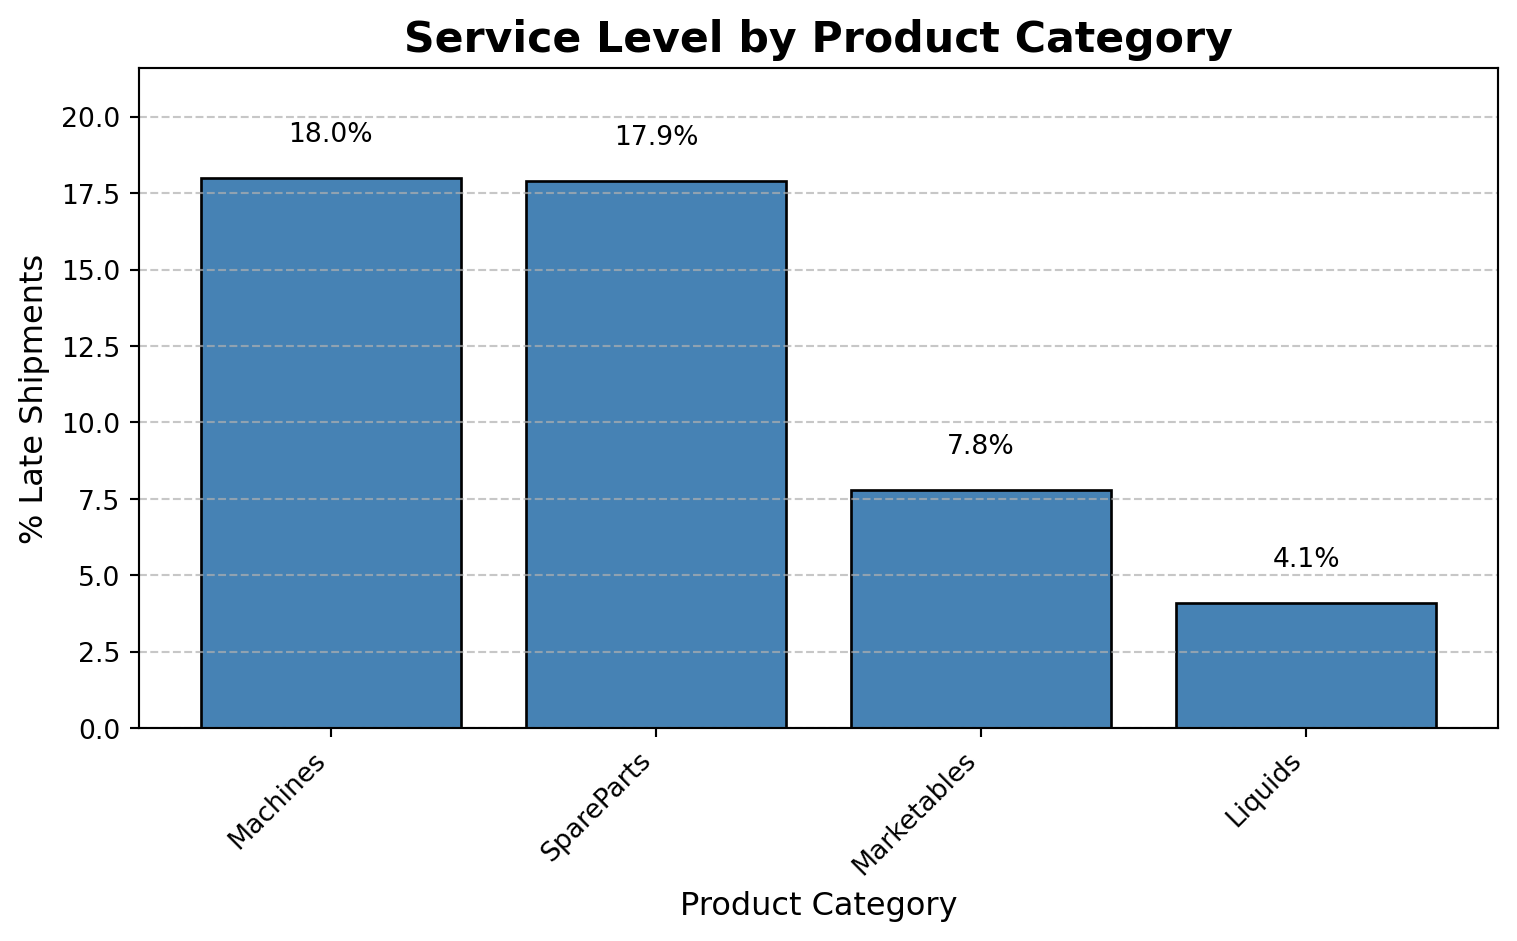 Service Level by Product Category
% Late Shipments
20.0
17.5
15.0
12.5
10.0
7.5
5.0
2.5
0.0
18.0%
17.9%
7.8%
4.1%
Machines
SpareParts
Marketables
Liquids
Product Category